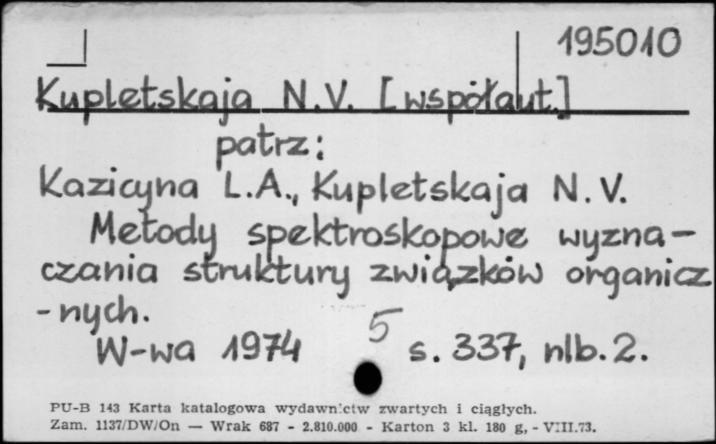 195010
Kupletskaja N.V. [współaut.]
patrz:
Kazicyna L.A., Kupletskaja N.V.
Metody spektroskopowe wyzna-
czania struktury związków organicz
-nych.
5
W-wa 1974 s. 337, nlb. 2.
PU-B 143 Karta katalogowa wydawnictw zwartych i ciągłych.
Zam. 1137/DW/On — Wrak 687 - 2.810.000 - Karton 3 kl. 180 g, - VIII.73.